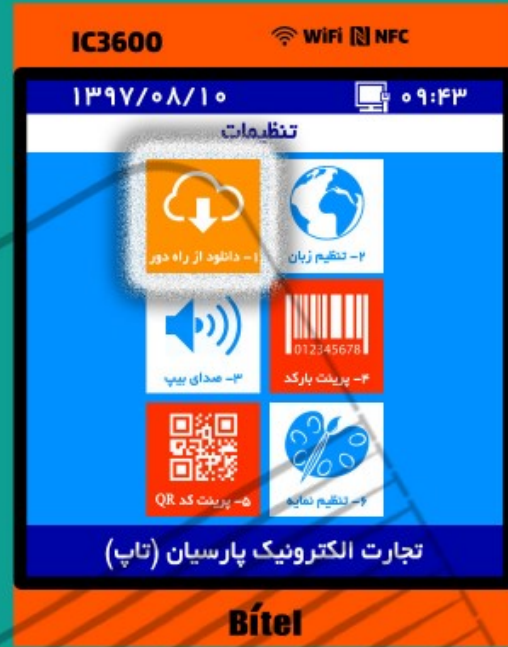 IC3600 WiFi NFC
۱۳۹۷/۰۸/۱۰ ۰۹:۴۳
تنظیمات
۱- دانلود از راه دور
۲- تنظیم زبان
۳- صدای بیپ
۴- پرینت بارکد
012345678
۵- پرینت کد QR
۶- تنظیم نمایه
تجارت الکترونیک پارسیان (تاپ)
Bitel